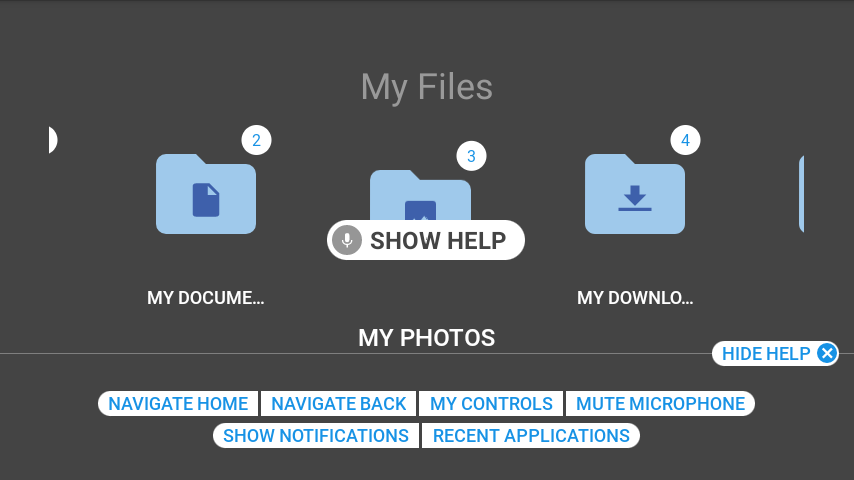 My Files
2
3
4
SHOW HELP
MY DOCUME...
MY DOWNLO...
MY PHOTOS
HIDE HELP
NAVIGATE HOME
NAVIGATE BACK
MY CONTROLS
MUTE MICROPHONE
SHOW NOTIFICATIONS
RECENT APPLICATIONS